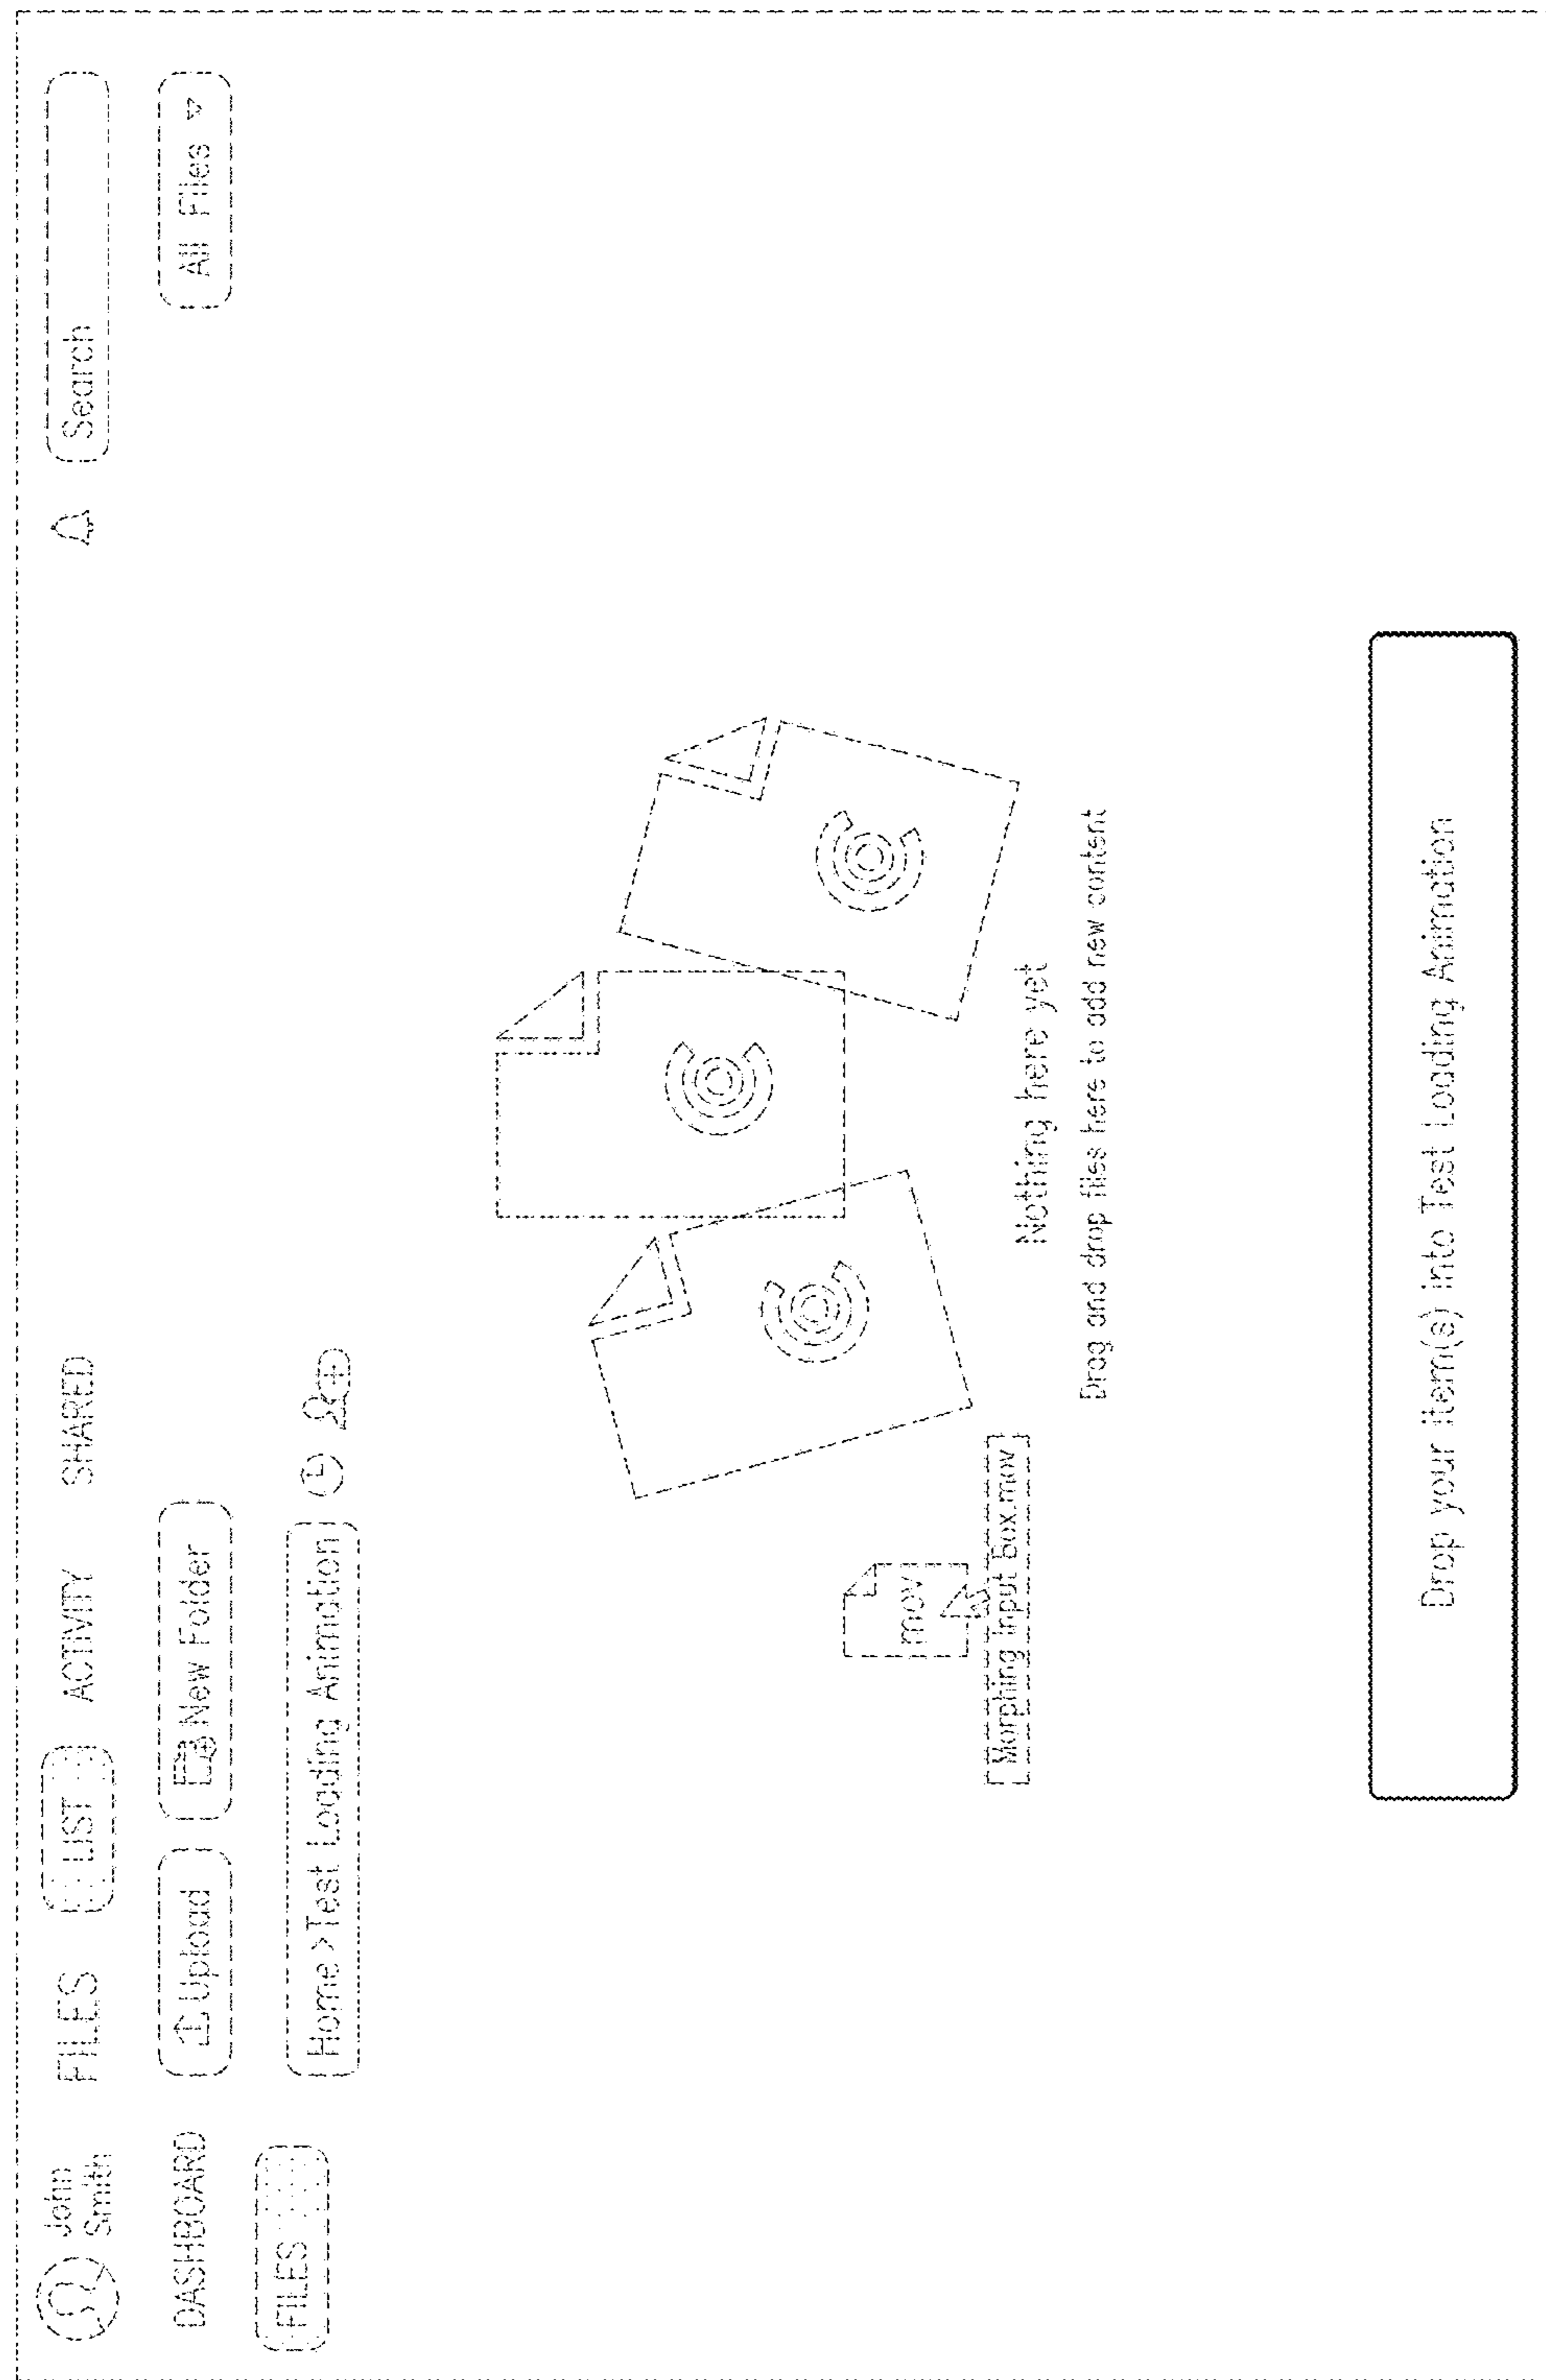 John
Smith
FILES
LIST
ACTIVITY
SHARED
Search
DASHBOARD
Upload
New Folder
All Files
FILES
Home >Test Loading Animation
mov
Morphing Input Box.mov
Nothing here yet
Drag and drop files here to add new content
Drop your item(s) into Test Loading Animation